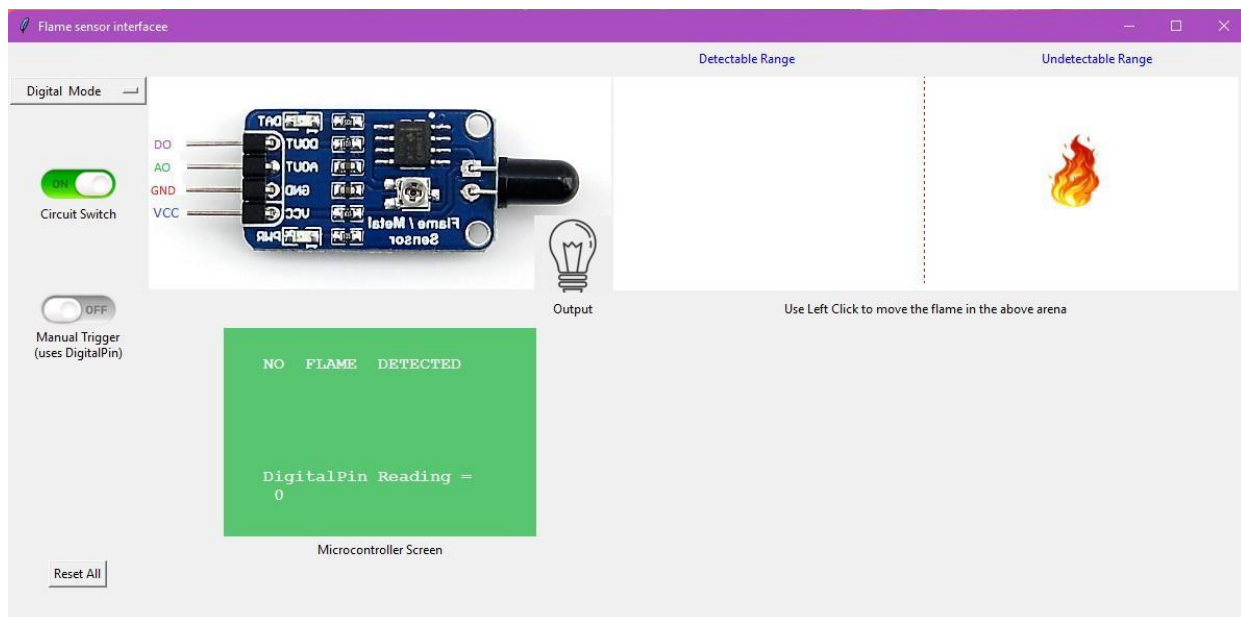 Flame sensor interfacee
Detectable Range
Undetectable Range
Digital Mode
DO
AO
GND
VCC
DAT
DOUT
AOUT
GND
VCC
PWR
Flame / Metal
Sensor
ON
Circuit Switch
Output
Use Left Click to move the flame in the above arena
OFF
Manual Trigger
(uses DigitalPin)
NO FLAME DETECTED
DigitalPin Reading =
0
Microcontroller Screen
Reset All